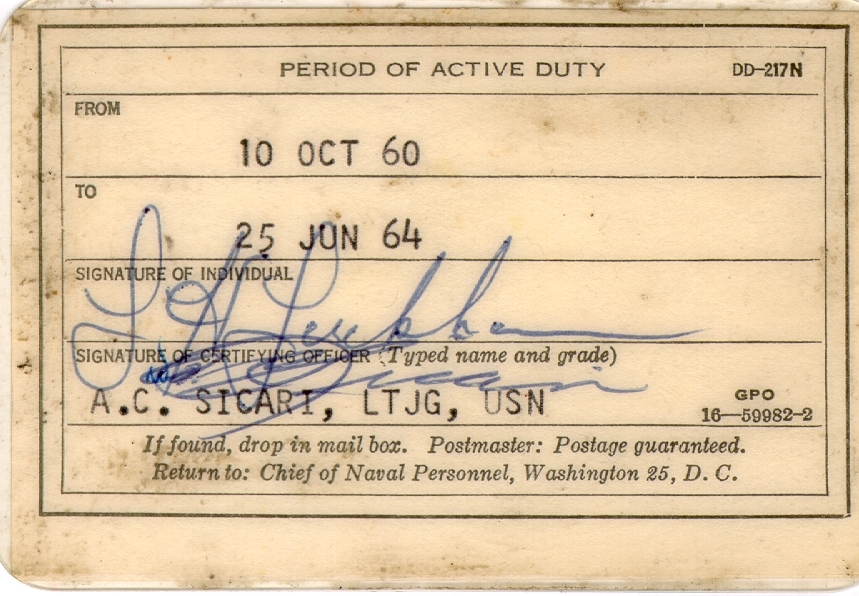 PERIOD OF ACTIVE DUTY DD-217N
FROM
10 OCT 60
TO
25 JUN 64
SIGNATURE OF INDIVIDUAL
SIGNATURE OF CERTIFYING OFFICER (Typed name and grade)
A.C. SICARI, LTJG, USN
GPO
16—59982-2
If found, drop in mail box. Postmaster: Postage guaranteed.
Return to: Chief of Naval Personnel, Washington 25, D. C.